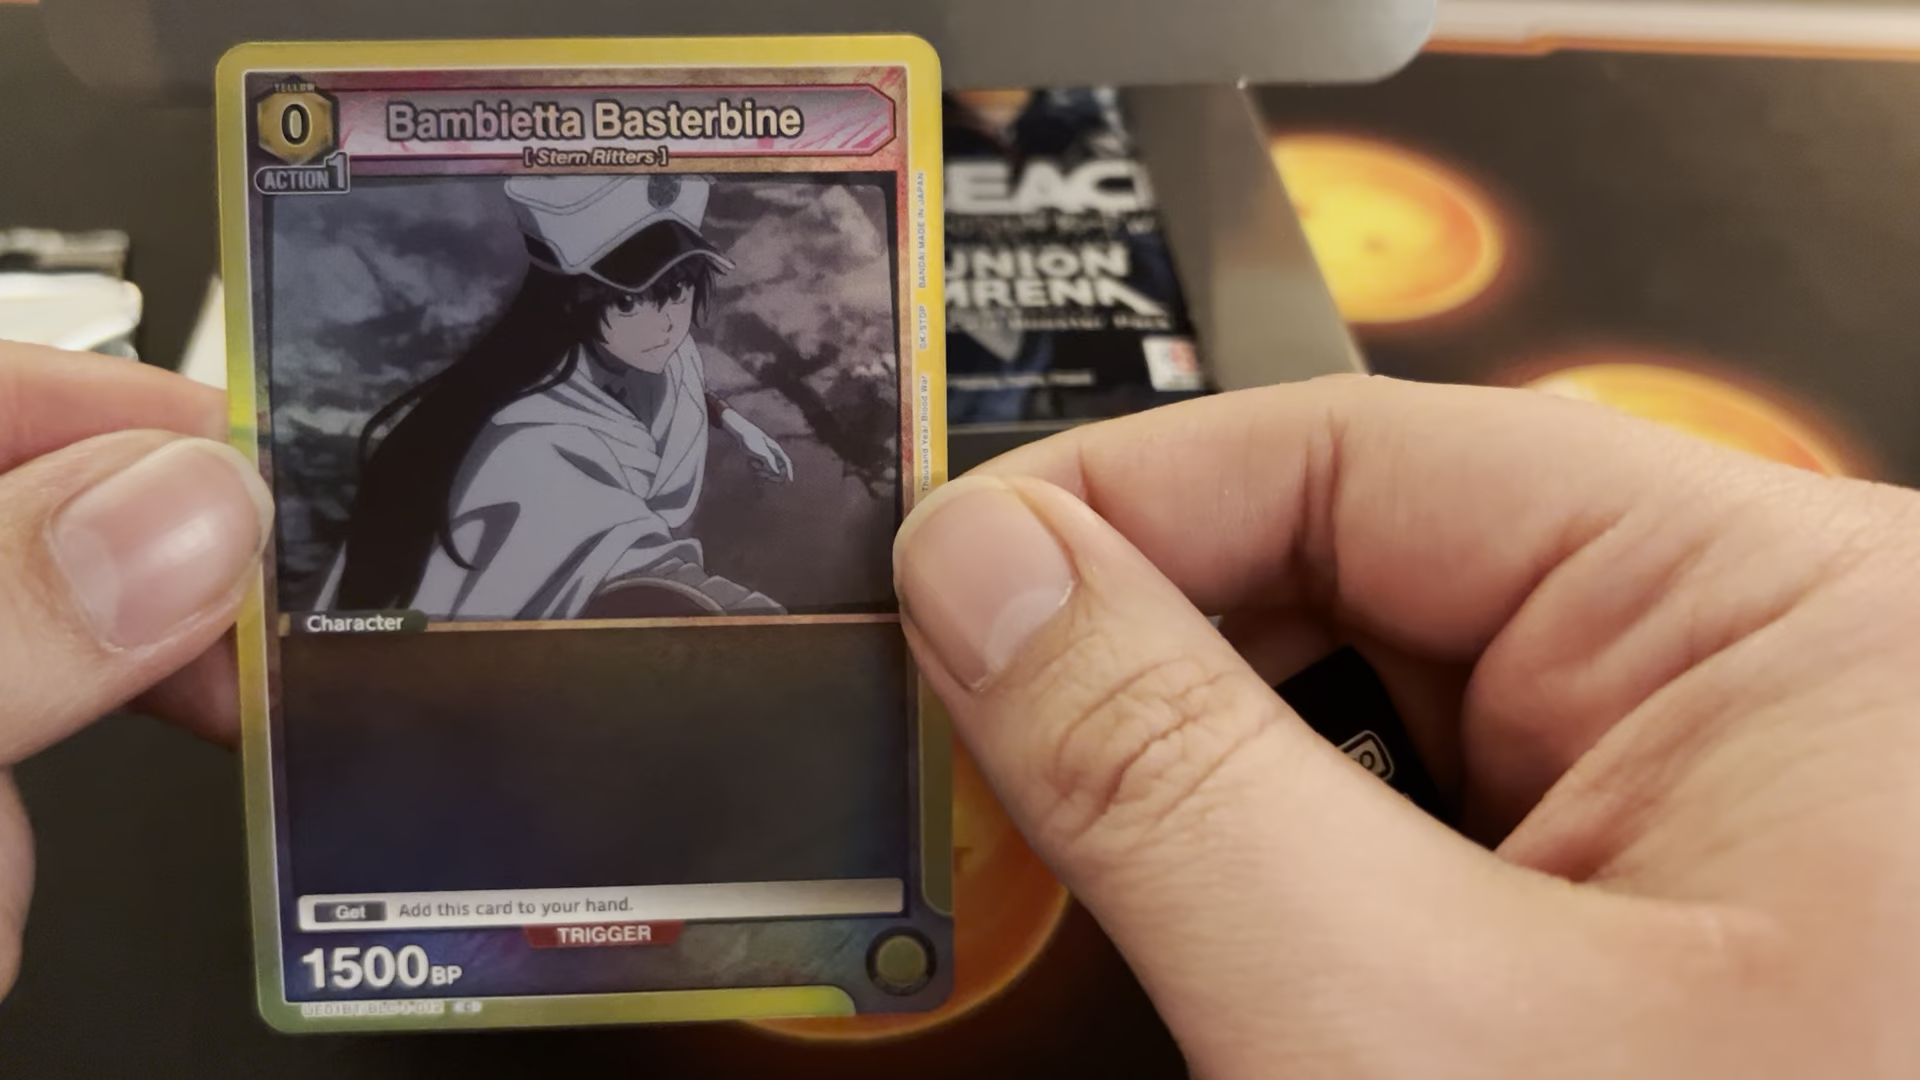 YELLOW
0
Bambietta Basterbine
[ Stern Ritters ]
ACTION 1
BANDAI MADE IN JAPAN
Thousand Year Blood War
Character
Get Add this card to your hand.
TRIGGER
1500 BP
EAC
UNION
ARENA